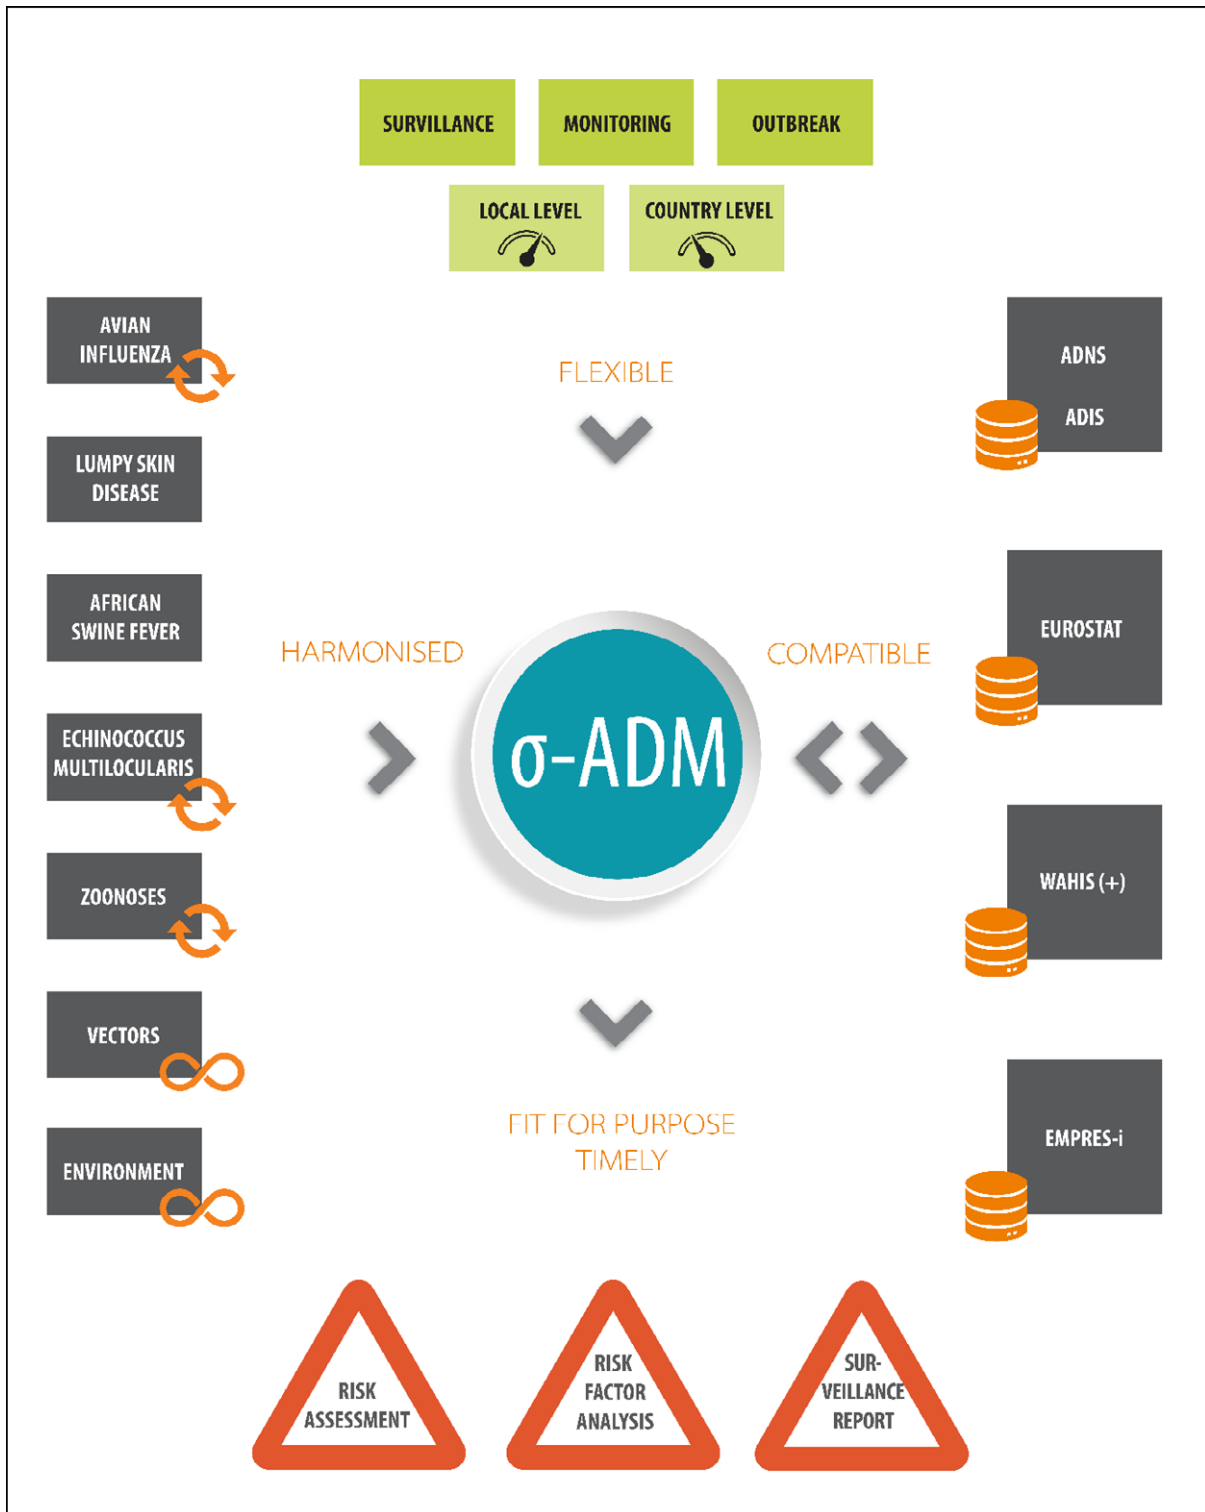 SURVILLANCE
MONITORING
OUTBREAK
LOCAL LEVEL
COUNTRY LEVEL
AVIAN
INFLUENZA
LUMPY SKIN
DISEASE
AFRICAN
SWINE FEVER
ECHINOCOCCUS
MULTILOCULARIS
ZOONOSES
VECTORS
ENVIRONMENT
FLEXIBLE
HARMONISED
σ-ADM
COMPATIBLE
FIT FOR PURPOSE
TIMELY
ADNS
ADIS
EUROSTAT
WAHIS (+)
EMPRES-i
RISK
ASSESSMENT
RISK
FACTOR
ANALYSIS
SUR-
VEILLANCE
REPORT